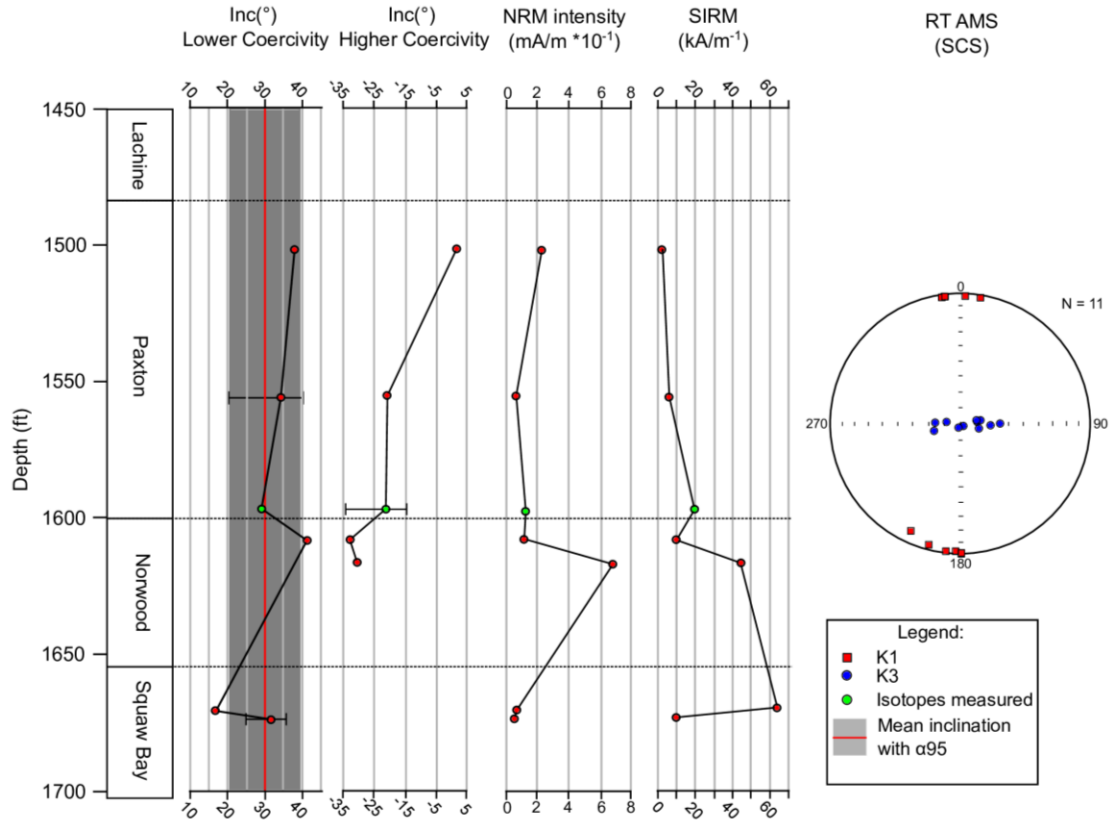 Inc(°)
Lower Coercivity
Inc(°)
Higher Coercivity
NRM intensity
(mA/m *10⁻¹)
SIRM
(kA/m⁻¹)
RT AMS
(SCS)
10 20 30 40
-35 -25 -15 -5 5
0 2 4 6 8
0 20 40 60
Depth (ft)
1450
1500
1550
1600
1650
1700
Lachine
Paxton
Norwood
Squaw Bay
10 20 30 40
-35 -25 -15 -5 5
0 2 4 6 8
0 20 40 60
0
N = 11
270
90
180
Legend:
K1
K3
Isotopes measured
Mean inclination
with α95